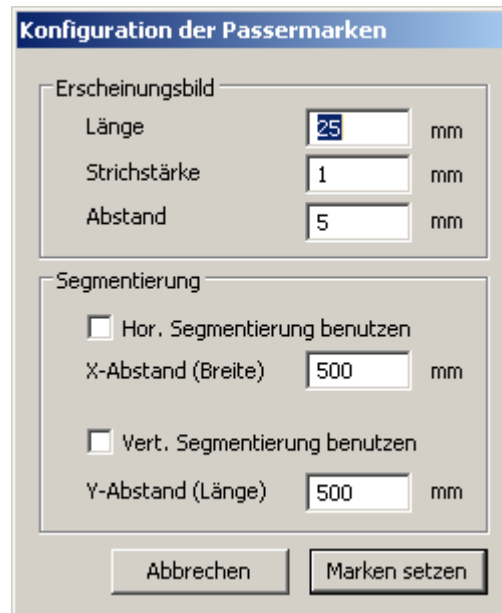 Konfiguration der Passermarken
Erscheinungsbild
Länge 25 mm
Strichstärke 1 mm
Abstand 5 mm
Segmentierung
Hor. Segmentierung benutzen
X-Abstand (Breite) 500 mm
Vert. Segmentierung benutzen
Y-Abstand (Länge) 500 mm
Abbrechen Marken setzen